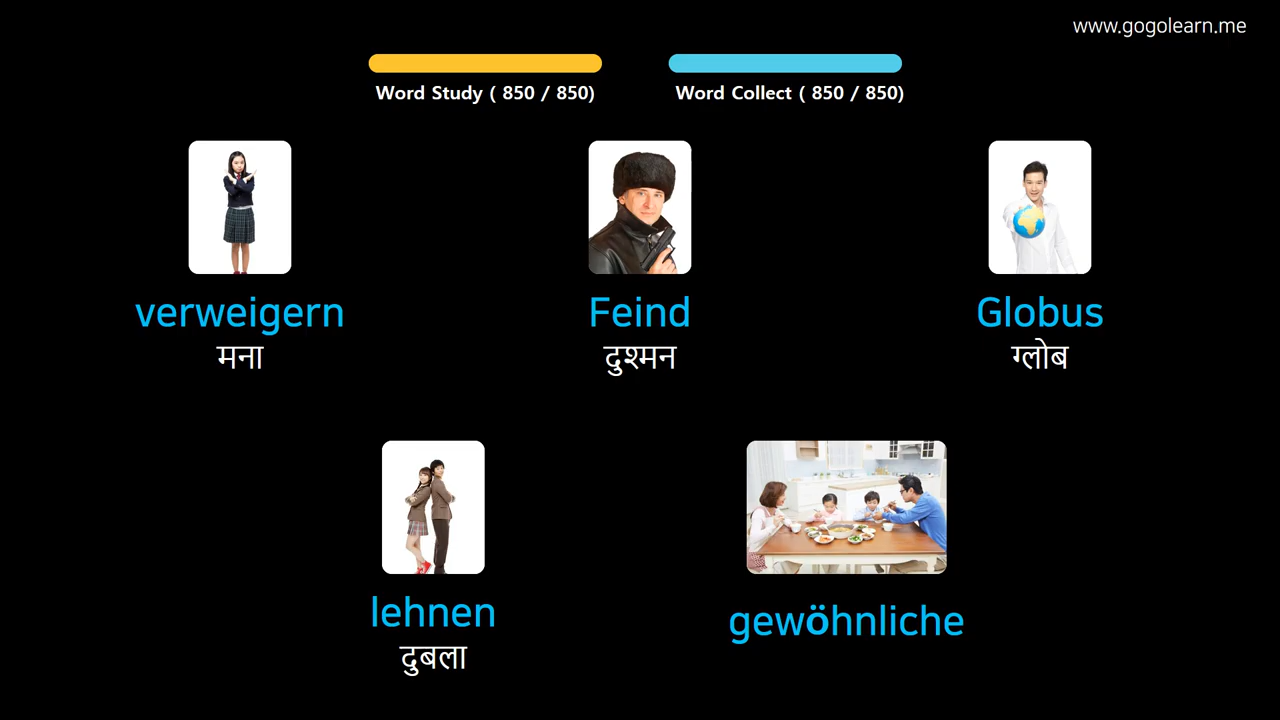 www.gogolearn.me
Word Study ( 850 / 850)
Word Collect ( 850 / 850)
verweigern
मना
Feind
दुश्मन
Globus
ग्लोब
lehnen
दुबला
gewöhnliche